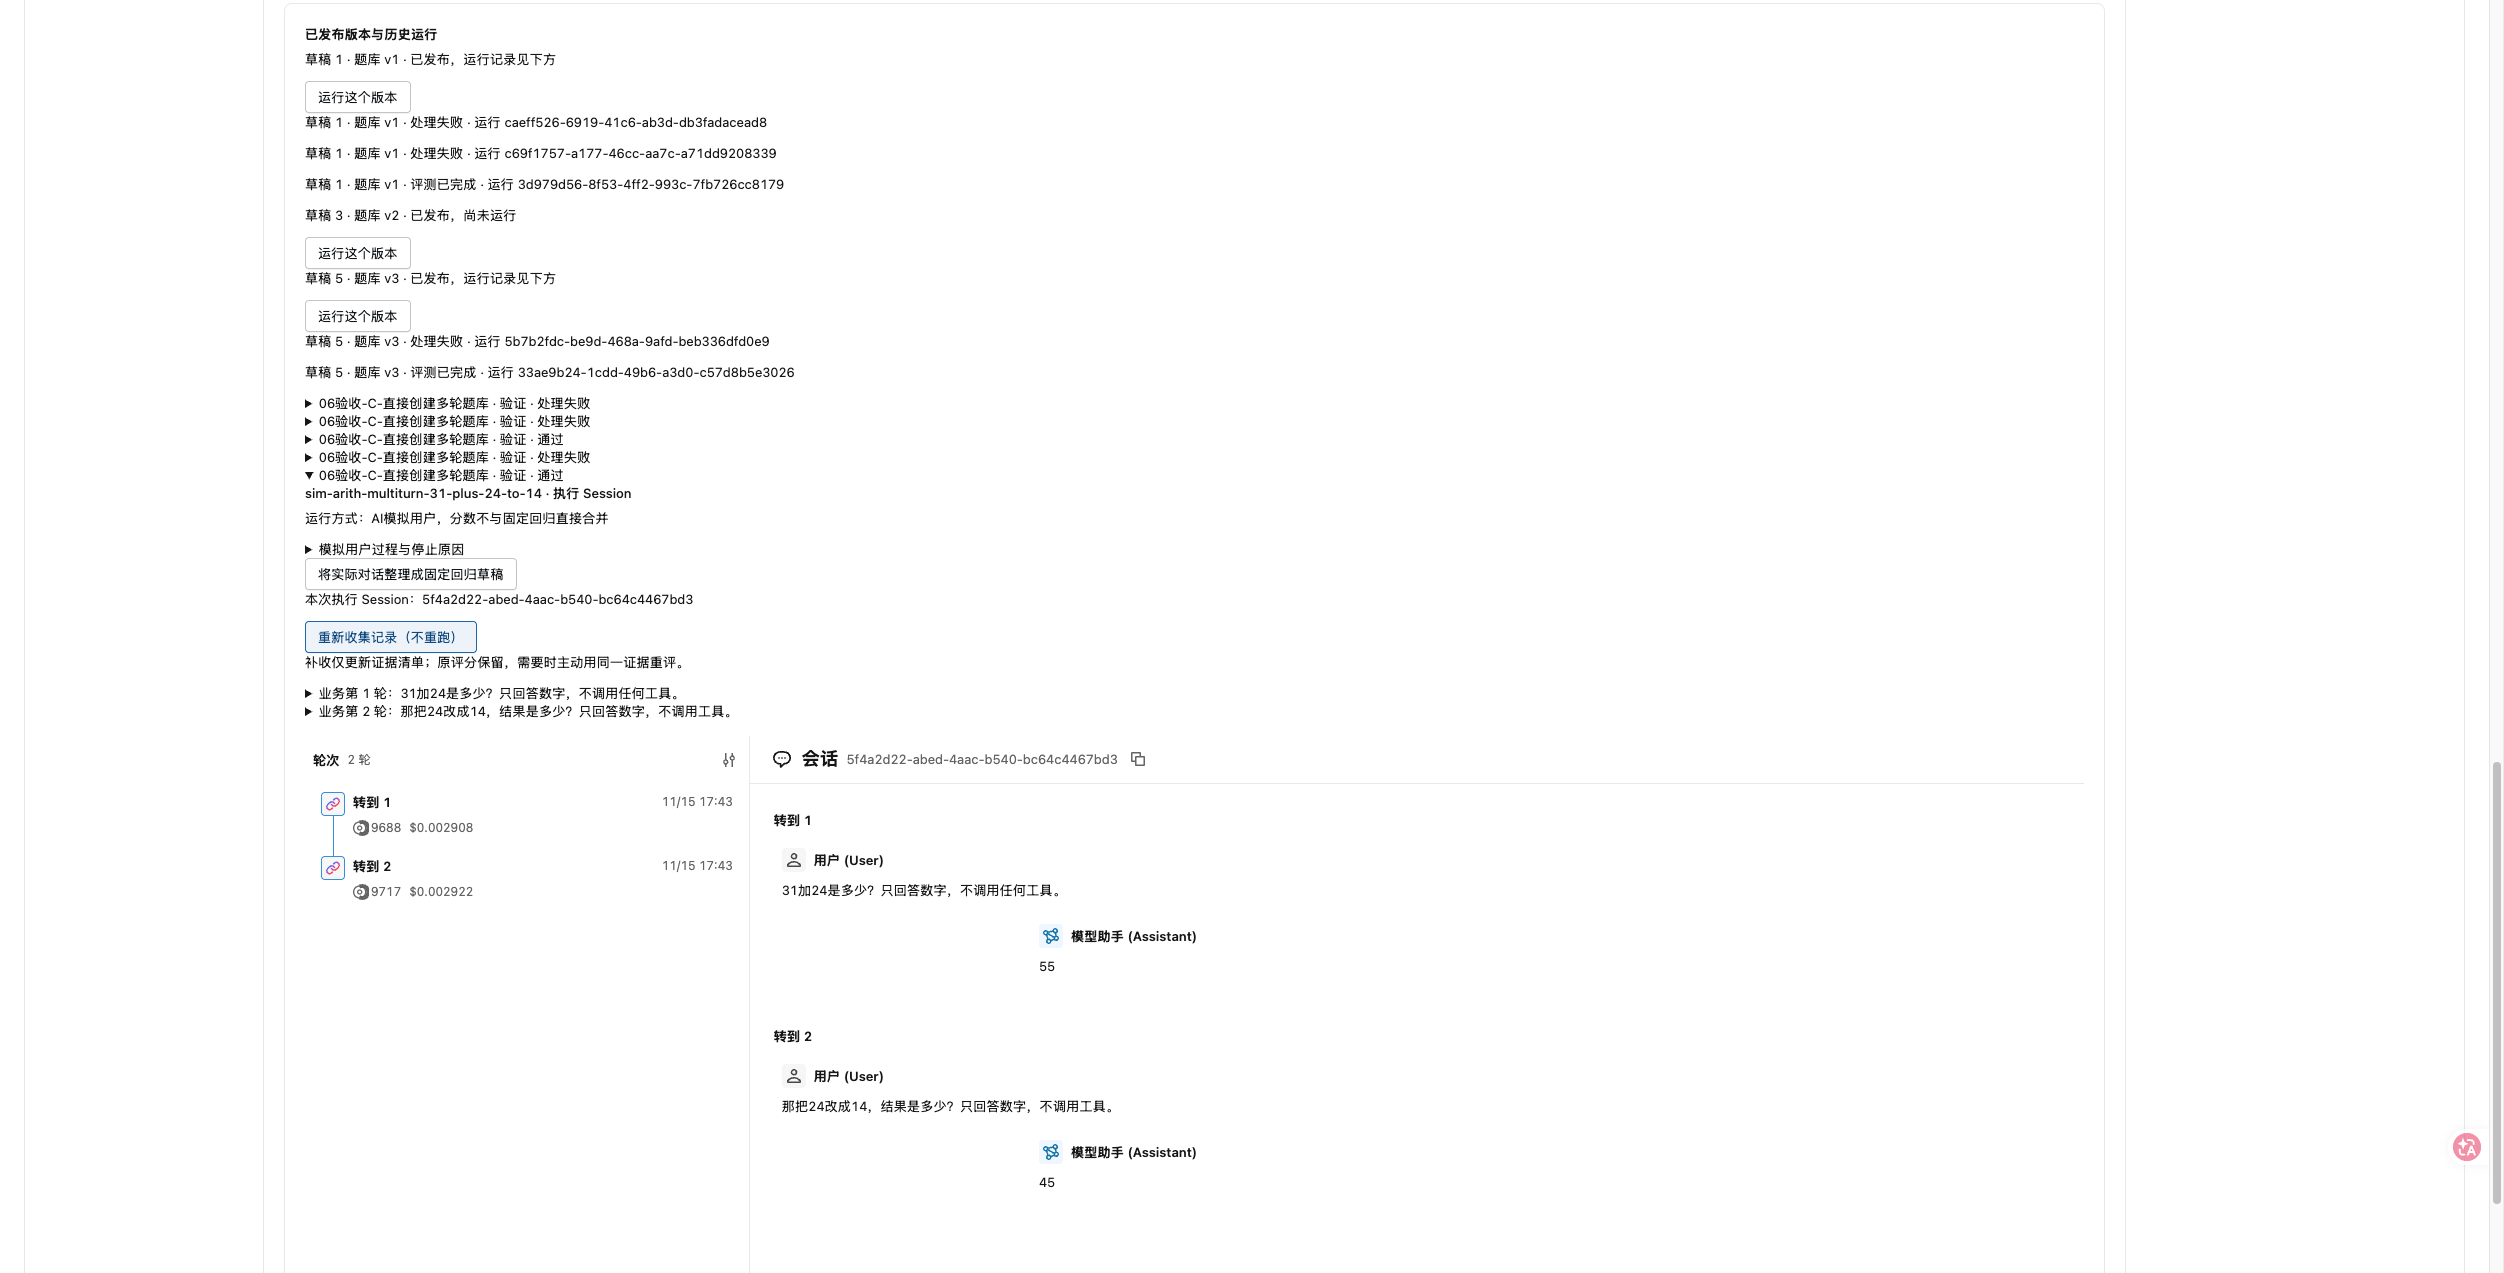 已发布版本与历史运行
草稿 1 · 题库 v1 · 已发布，运行记录见下方
运行这个版本
草稿 1 · 题库 v1 · 处理失败 · 运行 caeff526-6919-41c6-ab3d-db3fadacead8
草稿 1 · 题库 v1 · 处理失败 · 运行 c69f1757-a177-46cc-aa7c-a71dd9208339
草稿 1 · 题库 v1 · 评测已完成 · 运行 3d979d56-8f53-4ff2-993c-7fb726cc8179
草稿 3 · 题库 v2 · 已发布，尚未运行
运行这个版本
草稿 5 · 题库 v3 · 已发布，运行记录见下方
运行这个版本
草稿 5 · 题库 v3 · 处理失败 · 运行 5b7b2fdc-be9d-468a-9afd-beb336dfd0e9
草稿 5 · 题库 v3 · 评测已完成 · 运行 33ae9b24-1cdd-49b6-a3d0-c57d8b5e3026
06验收-C-直接创建多轮题库 · 验证 · 处理失败
06验收-C-直接创建多轮题库 · 验证 · 处理失败
06验收-C-直接创建多轮题库 · 验证 · 通过
06验收-C-直接创建多轮题库 · 验证 · 处理失败
06验收-C-直接创建多轮题库 · 验证 · 通过
sim-arith-multiturn-31-plus-24-to-14 · 执行 Session
运行方式：AI模拟用户，分数不与固定回归直接合并
模拟用户过程与停止原因
将实际对话整理成固定回归草稿
本次执行 Session：5f4a2d22-abed-4aac-b540-bc64c4467bd3
重新收集记录（不重跑）
补收仅更新证据清单；原评分保留，需要时主动用同一证据重评。
业务第 1 轮：31加24是多少？只回答数字，不调用任何工具。
业务第 2 轮：那把24改成14，结果是多少？只回答数字，不调用工具。
轮次 2 轮
转到 1 11/15 17:43
9688 $0.002908
转到 2 11/15 17:43
9717 $0.002922
会话 5f4a2d22-abed-4aac-b540-bc64c4467bd3
转到 1
用户 (User)
31加24是多少？只回答数字，不调用任何工具。
模型助手 (Assistant)
55
转到 2
用户 (User)
那把24改成14，结果是多少？只回答数字，不调用工具。
模型助手 (Assistant)
45